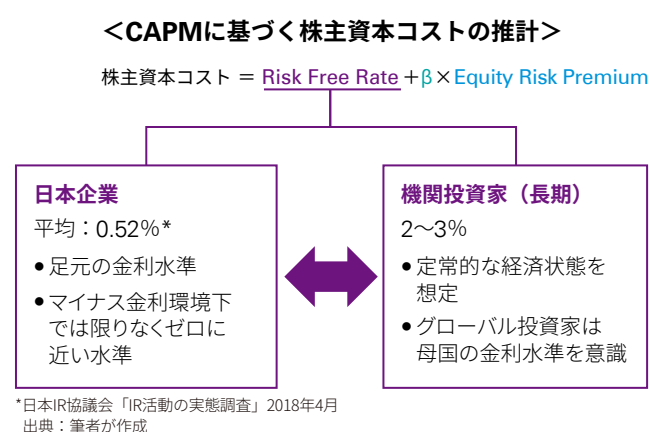 ＜CAPMに基づく株主資本コストの推計＞
株主資本コスト ＝ Risk Free Rate＋β×Equity Risk Premium
日本企業
平均：0.52%*
●足元の金利水準
●マイナス金利環境下
では限りなくゼロに
近い水準
機関投資家（長期）
2〜3%
●定常的な経済状態を
想定
●グローバル投資家は
母国の金利水準を意識
*日本IR協議会「IR活動の実態調査」2018年4月
出典：筆者が作成